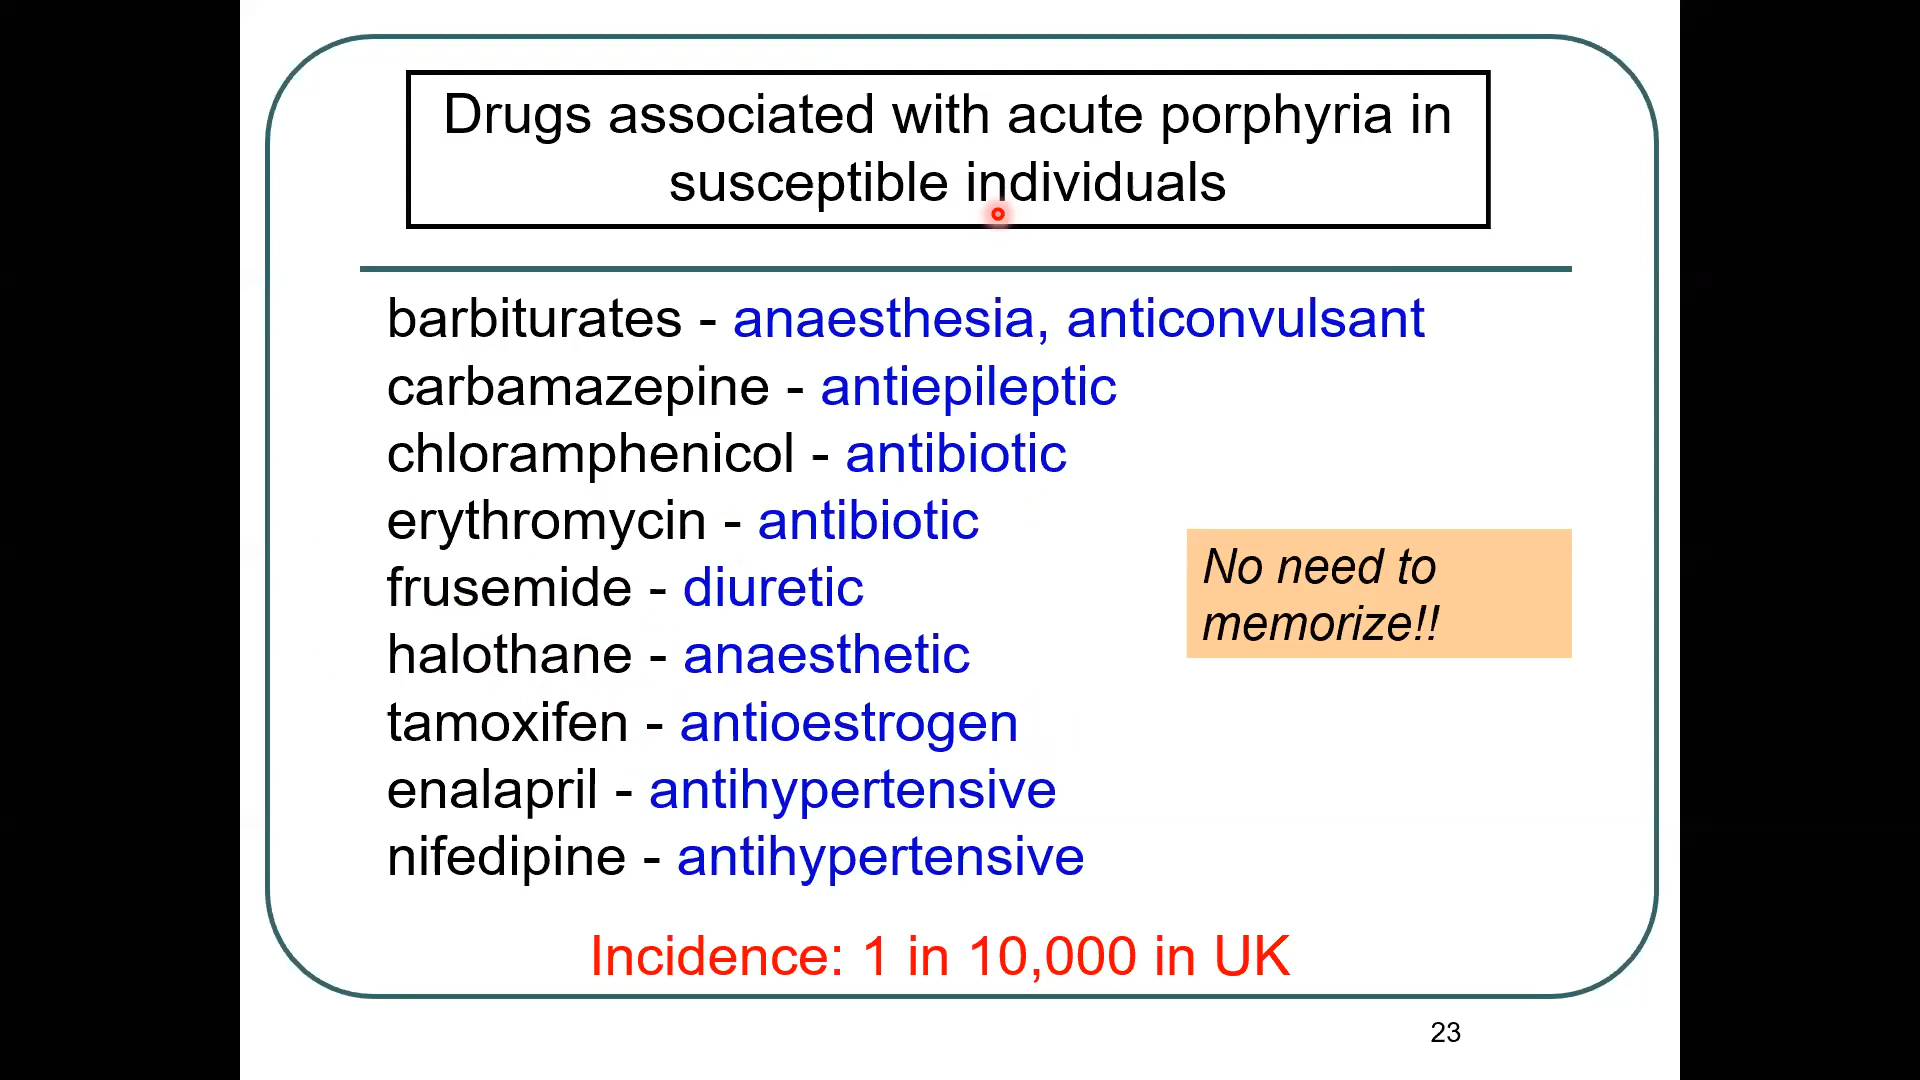 Drugs associated with acute porphyria in
susceptible individuals
barbiturates - anaesthesia, anticonvulsant
carbamazepine - antiepileptic
chloramphenicol - antibiotic
erythromycin - antibiotic
frusemide - diuretic
halothane - anaesthetic
tamoxifen - antioestrogen
enalapril - antihypertensive
nifedipine - antihypertensive
No need to
memorize!!
Incidence: 1 in 10,000 in UK
23